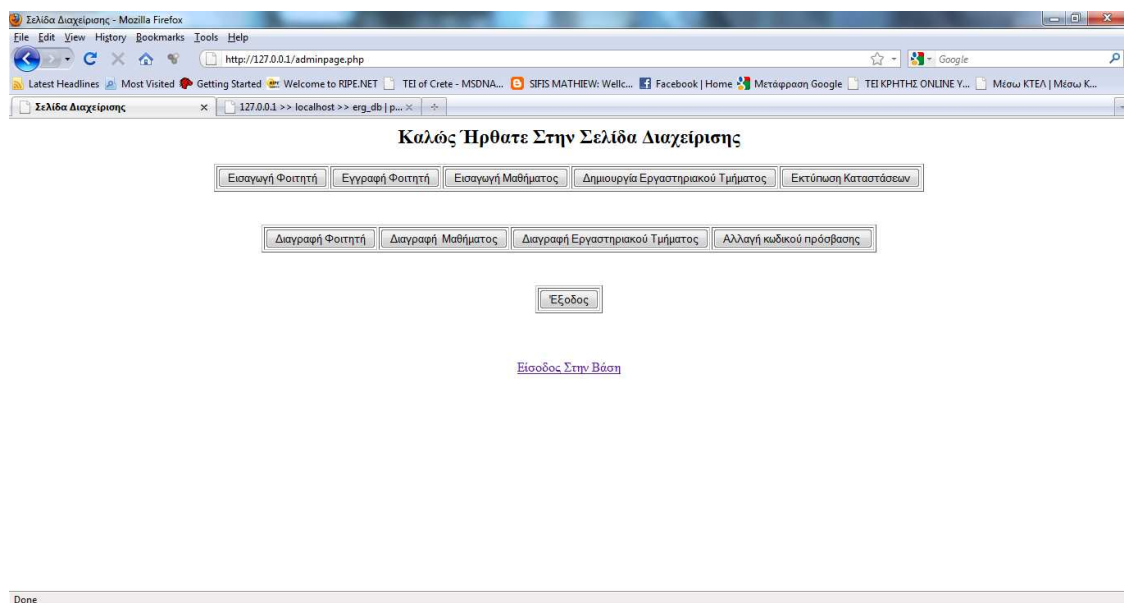 Σελίδα Διαχείρισης - Mozilla Firefox
File Edit View History Bookmarks Tools Help
http://127.0.0.1/adminpage.php Google
Latest Headlines Most Visited Getting Started Welcome to RIPE.NET TEI of Crete - MSDNA... SIFIS MATHIEW: Wellc... Facebook | Home Μετάφραση Google ΤΕΙ ΚΡΗΤΗΣ ONLINE Υ... Μέσω ΚΤΕΛ | Μέσω Κ...
Σελίδα Διαχείρισης 127.0.0.1 >> localhost >> erg_db | p...
Καλώς Ήρθατε Στην Σελίδα Διαχείρισης
Εισαγωγή Φοιτητή Εγγραφή Φοιτητή Εισαγωγή Μαθήματος Δημιουργία Εργαστηριακού Τμήματος Εκτύπωση Καταστάσεων
Διαγραφή Φοιτητή Διαγραφή Μαθήματος Διαγραφή Εργαστηριακού Τμήματος Αλλαγή κωδικού πρόσβασης
Έξοδος
Είσοδος Στην Βάση
Done